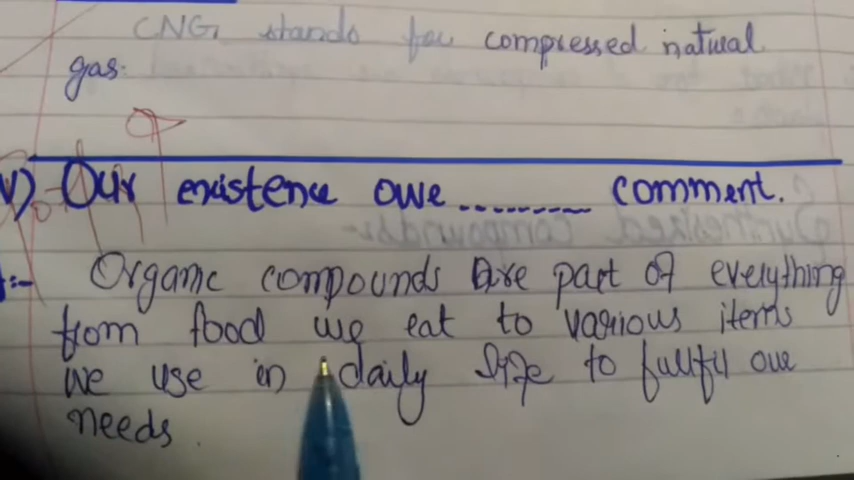 CNG, stands for compressed natural
gas.
v) Our existence owe ......... comment.
:- Organic compounds are part of everything
from food we eat to various items
we use in daily life to fullfil our
needs.